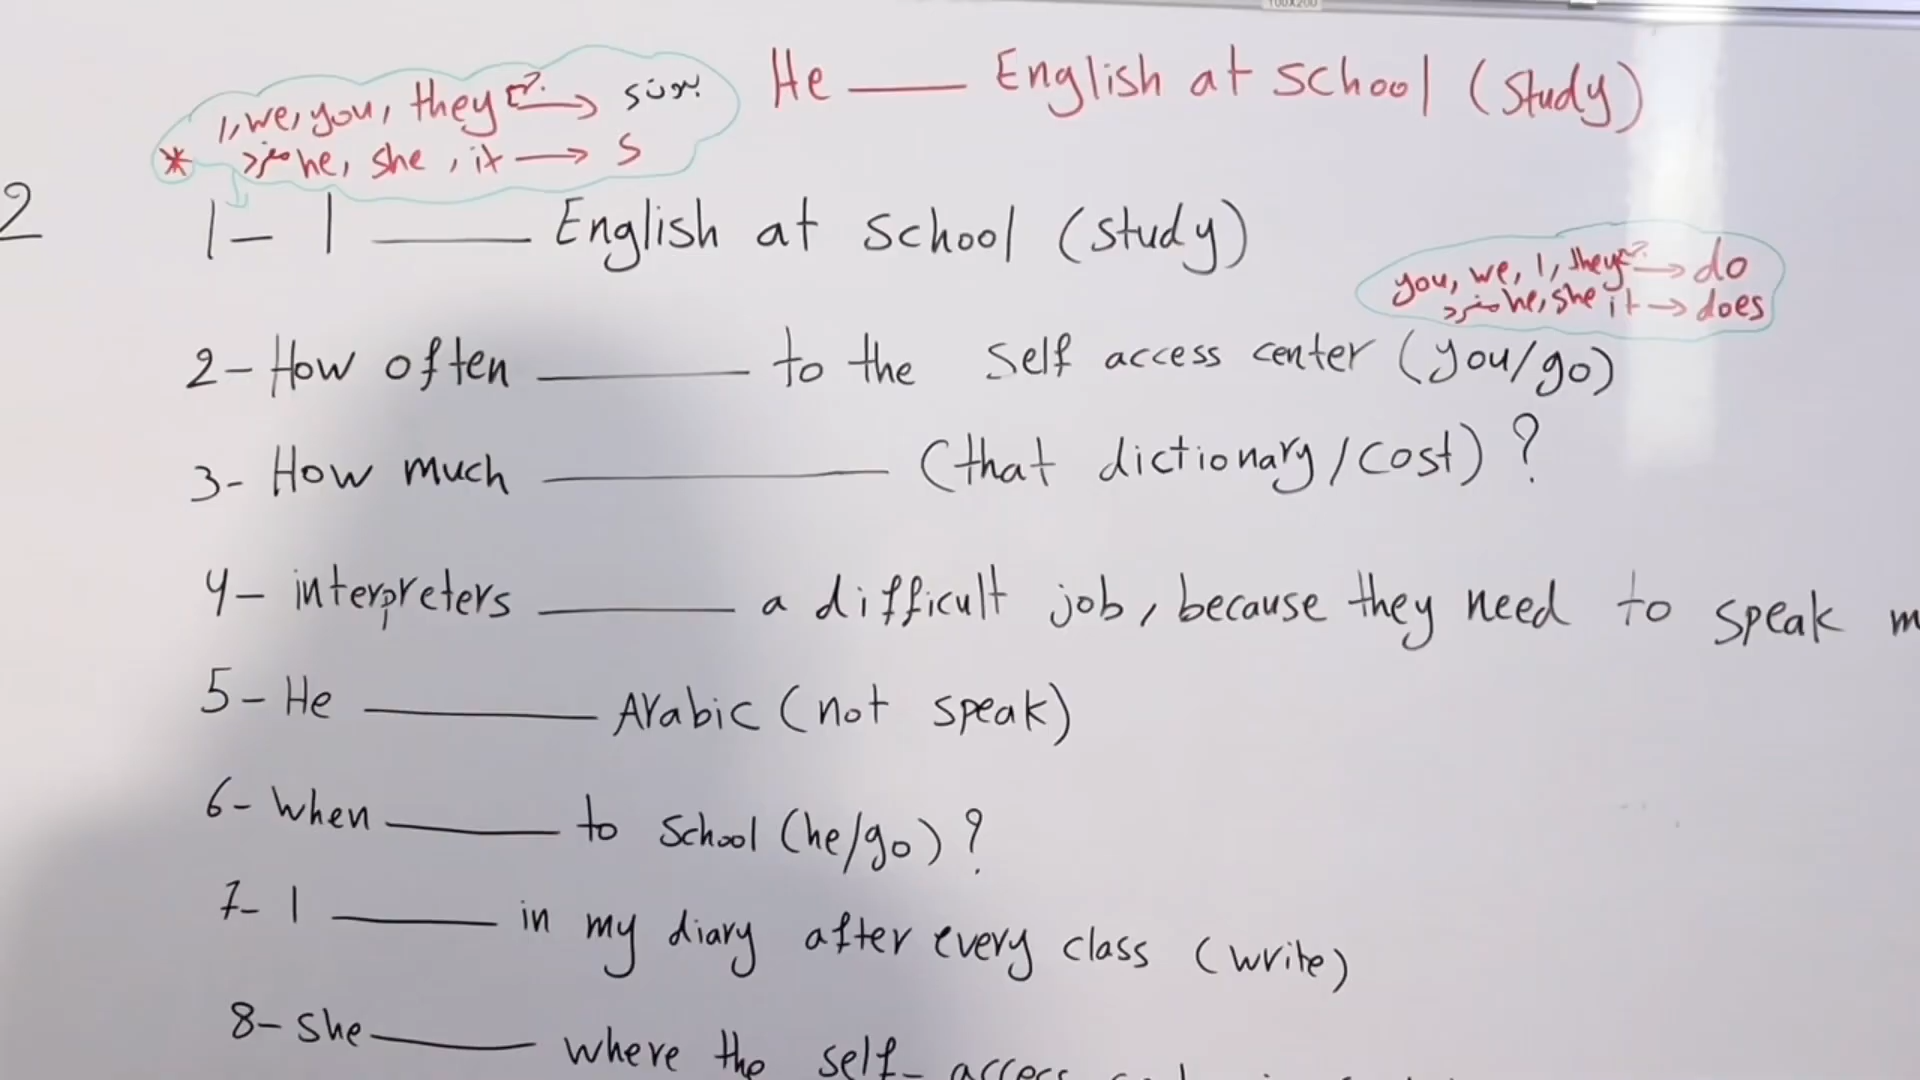 He ____ English at school (study)
I, we, you, they جمع → بدون s
* مفرد he, she, it → s
2
1- I ____ English at school (study)
you, we, I, they جمع → do
مفرد he, she it → does
2- How often ____ to the self access center (you/go)
3- How much ____ (that dictionary/cost) ?
4- interpreters ____ a difficult job, because they need to speak m
5- He ____ Arabic (not speak)
6- when ____ to school (he/go) ?
7- I ____ in my diary after every class (write)
8- she ____ where the self-access